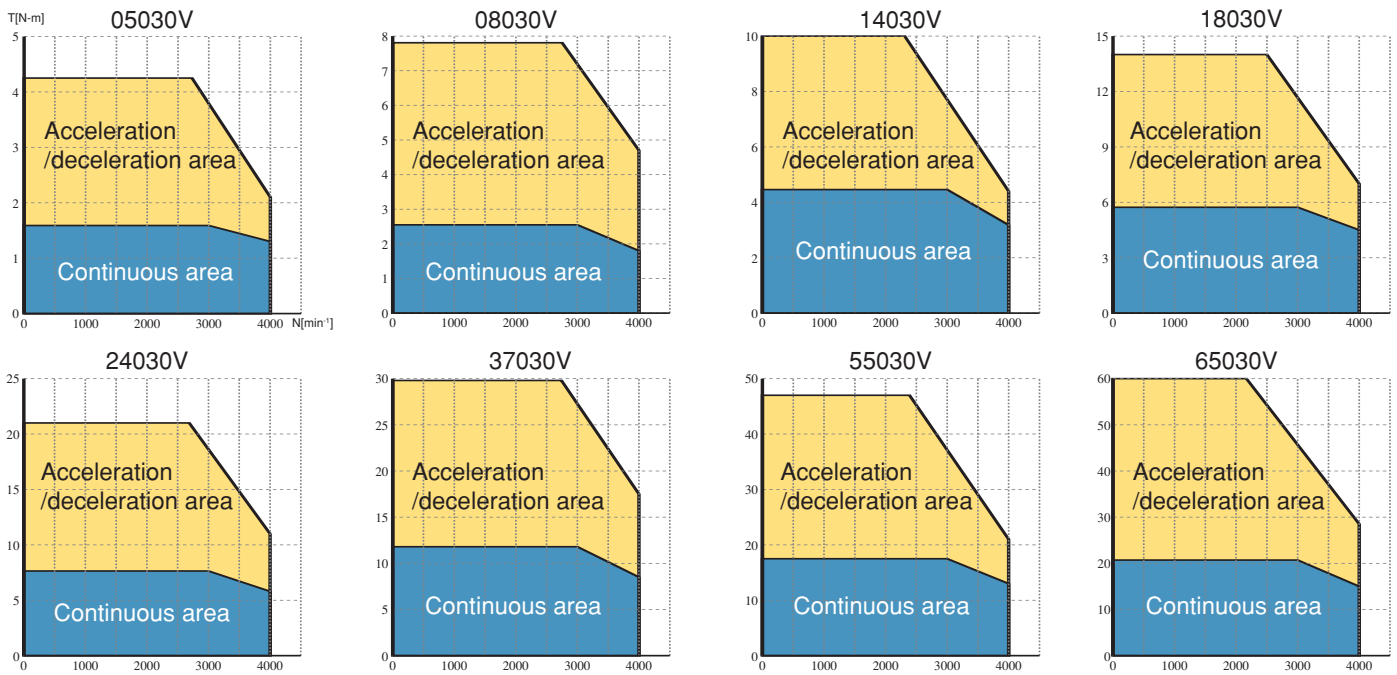 T[N-m]
05030V
5
4
3
2
1
0
1000 2000 3000 4000 N[min⁻¹]
Acceleration
/deceleration area
Continuous area
08030V
8
7
6
5
4
3
2
1
0
0 1000 2000 3000 4000
Acceleration
/deceleration area
Continuous area
14030V
10
8
6
4
2
0
0 1000 2000 3000 4000
Acceleration
/deceleration area
Continuous area
18030V
15
12
9
6
3
0
0 1000 2000 3000 4000
Acceleration
/deceleration area
Continuous area
24030V
25
20
15
10
5
0
0 1000 2000 3000 4000
Acceleration
/deceleration area
Continuous area
37030V
30
25
20
15
10
5
0
0 1000 2000 3000 4000
Acceleration
/deceleration area
Continuous area
55030V
50
40
30
20
10
0
0 1000 2000 3000 4000
Acceleration
/deceleration area
Continuous area
65030V
60
50
40
30
20
10
0
0 1000 2000 3000 4000
Acceleration
/deceleration area
Continuous area